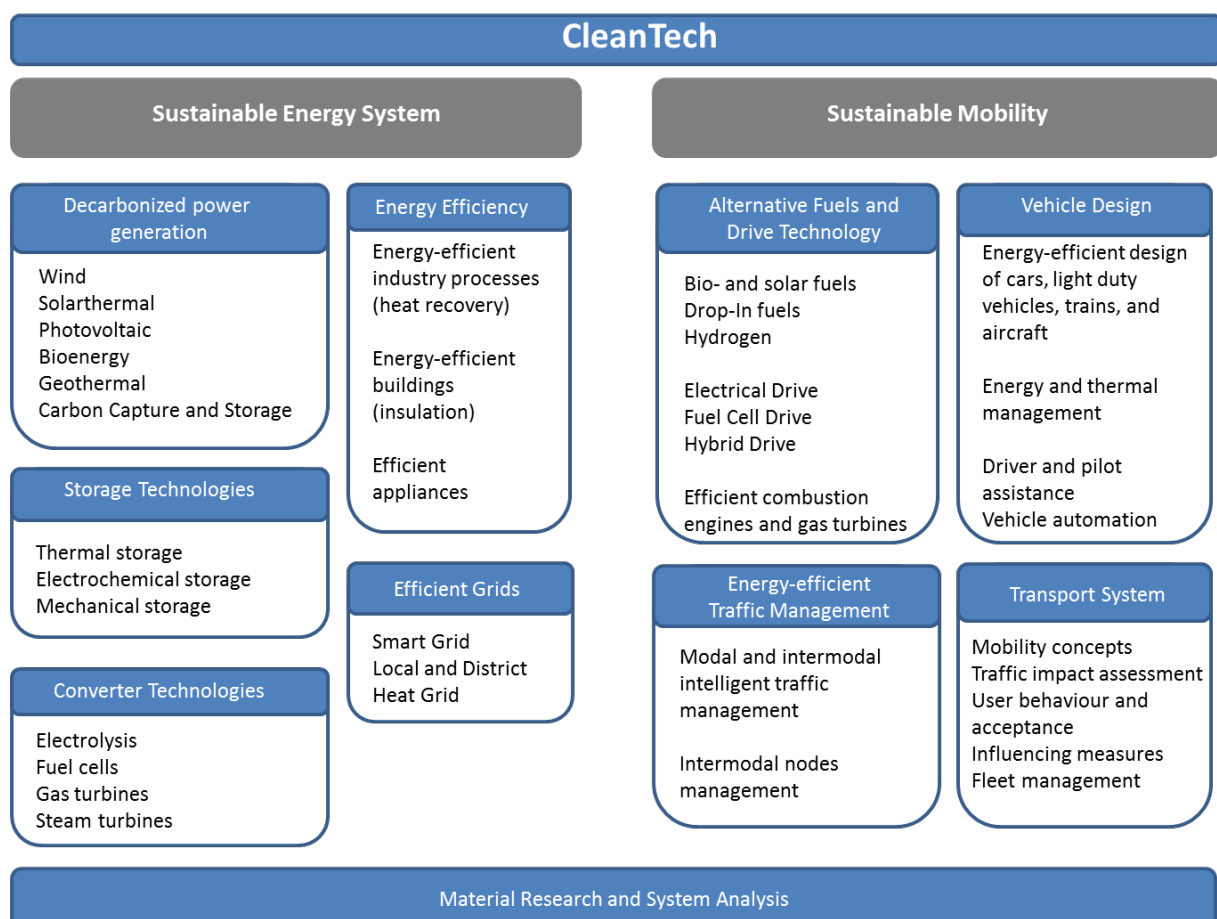 CleanTech
Sustainable Energy System
Sustainable Mobility
Decarbonized power
generation
Wind
Solarthermal
Photovoltaic
Bioenergy
Geothermal
Carbon Capture and Storage
Storage Technologies
Thermal storage
Electrochemical storage
Mechanical storage
Converter Technologies
Electrolysis
Fuel cells
Gas turbines
Steam turbines
Energy Efficiency
Energy-efficient
industry processes
(heat recovery)
Energy-efficient
buildings
(insulation)
Efficient
appliances
Efficient Grids
Smart Grid
Local and District
Heat Grid
Alternative Fuels and
Drive Technology
Bio- and solar fuels
Drop-In fuels
Hydrogen
Electrical Drive
Fuel Cell Drive
Hybrid Drive
Efficient combustion
engines and gas turbines
Energy-efficient
Traffic Management
Modal and intermodal
intelligent traffic
management
Intermodal nodes
management
Vehicle Design
Energy-efficient design
of cars, light duty
vehicles, trains, and
aircraft
Energy and thermal
management
Driver and pilot
assistance
Vehicle automation
Transport System
Mobility concepts
Traffic impact assessment
User behaviour and
acceptance
Influencing measures
Fleet management
Material Research and System Analysis